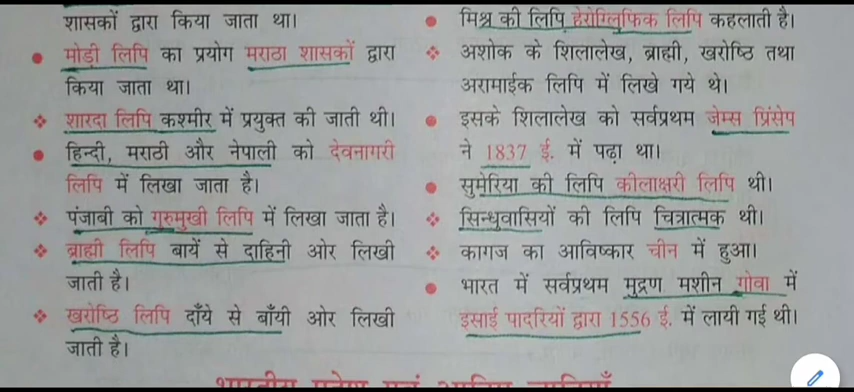 शासकों द्वारा किया जाता था।
मोड़ी लिपि का प्रयोग मराठा शासकों द्वारा
किया जाता था।
शारदा लिपि कश्मीर में प्रयुक्त की जाती थी।
हिन्दी, मराठी और नेपाली को देवनागरी
लिपि में लिखा जाता है।
पंजाबी को गुरुमुखी लिपि में लिखा जाता है।
ब्राह्मी लिपि बायें से दाहिनी ओर लिखी
जाती है।
खरोष्ठि लिपि दाँये से बाँयी ओर लिखी
जाती है।
मिश्र की लिपि हेरोग्लिफिक लिपि कहलाती है।
अशोक के शिलालेख, ब्राह्मी, खरोष्ठि तथा
अरामाईक लिपि में लिखे गये थे।
इसके शिलालेख को सर्वप्रथम जेम्स प्रिंसेप
ने 1837 ई. में पढ़ा था।
सुमेरिया की लिपि कीलाक्षरी लिपि थी।
सिन्धुवासियों की लिपि चित्रात्मक थी।
कागज का आविष्कार चीन में हुआ।
भारत में सर्वप्रथम मुद्रण मशीन गोवा में
इसाई पादरियों द्वारा 1556 ई. में लायी गई थी।